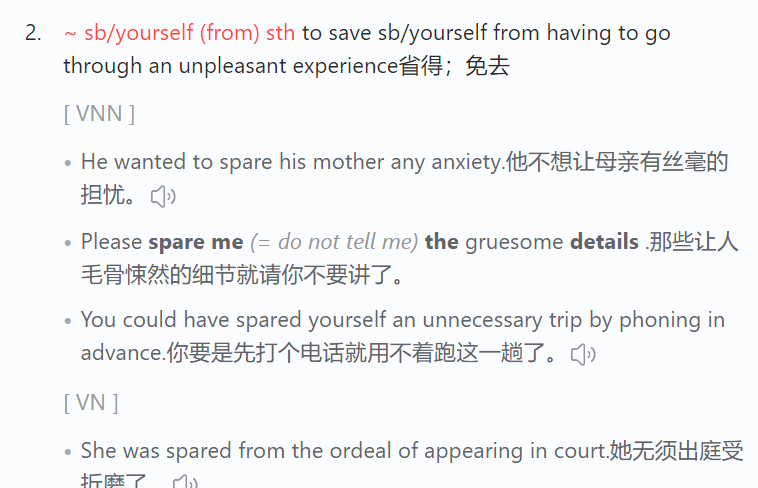 2. ~ sb/yourself (from) sth to save sb/yourself from having to go
through an unpleasant experience省得；免去
[ VNN ]
• He wanted to spare his mother any anxiety.他不想让母亲有丝毫的
担忧。
• Please spare me (= do not tell me) the gruesome details .那些让人
毛骨悚然的细节就请你不要讲了。
• You could have spared yourself an unnecessary trip by phoning in
advance.你要是先打个电话就用不着跑这一趟了。
[ VN ]
• She was spared from the ordeal of appearing in court.她无须出庭受
折磨了。